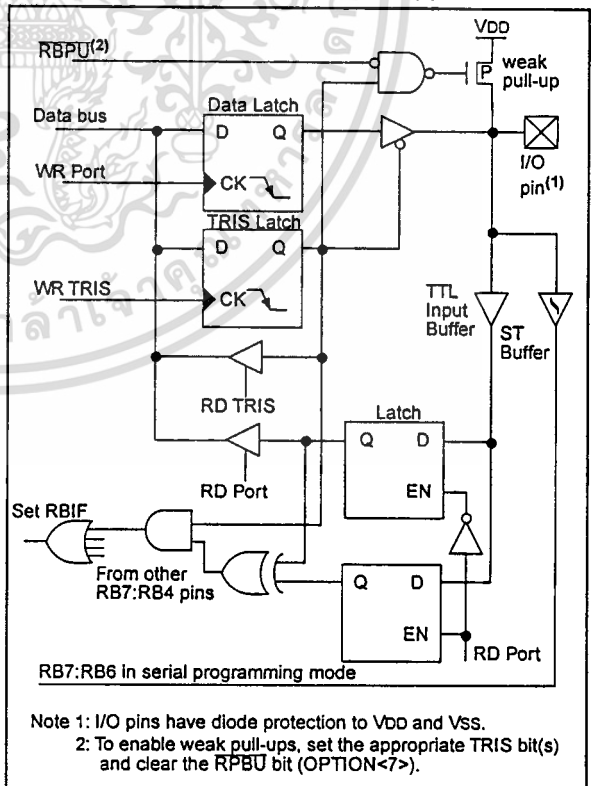 VDD
RBPU(2)
weak
pull-up
P
Data Latch
Data bus
D Q
I/O
pin(1)
WR Port
CK
TRIS Latch
D Q
WR TRIS
CK
TTL
Input
Buffer
ST
Buffer
RD TRIS
Latch
Q D
RD Port
EN
Set RBIF
From other
RB7:RB4 pins
Q D
EN
RD Port
RB7:RB6 in serial programming mode
Note 1: I/O pins have diode protection to VDD and VSS.
2: To enable weak pull-ups, set the appropriate TRIS bit(s)
and clear the RPBU bit (OPTION<7>).